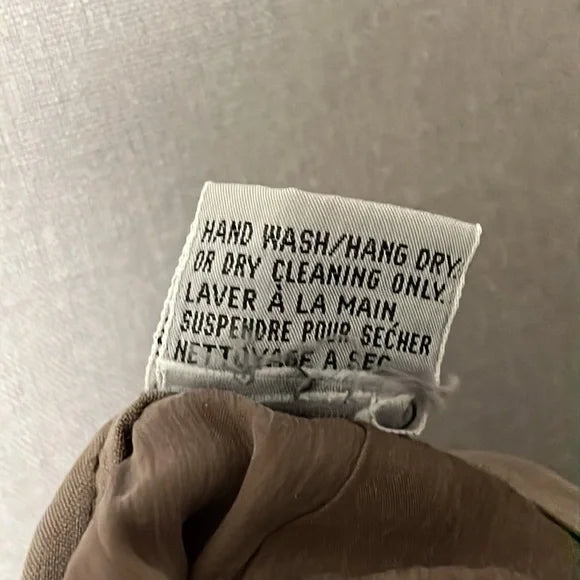 HAND WASH/HANG DRY
OR DRY CLEANING ONLY.
LAVER À LA MAIN
SUSPENDRE POUR SÉCHER
NETTOYAGE A SEC